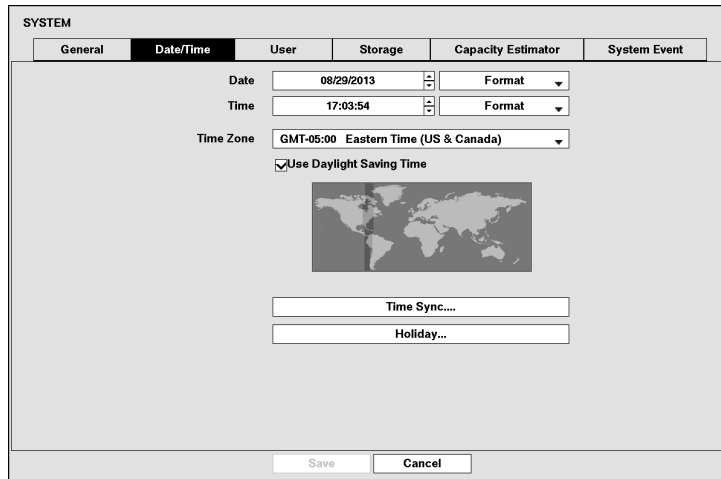 SYSTEM
General Date/Time User Storage Capacity Estimator System Event
Date 08/29/2013 Format
Time 17:03:54 Format
Time Zone GMT-05:00 Eastern Time (US & Canada)
Use Daylight Saving Time
Time Sync....
Holiday...
Save Cancel